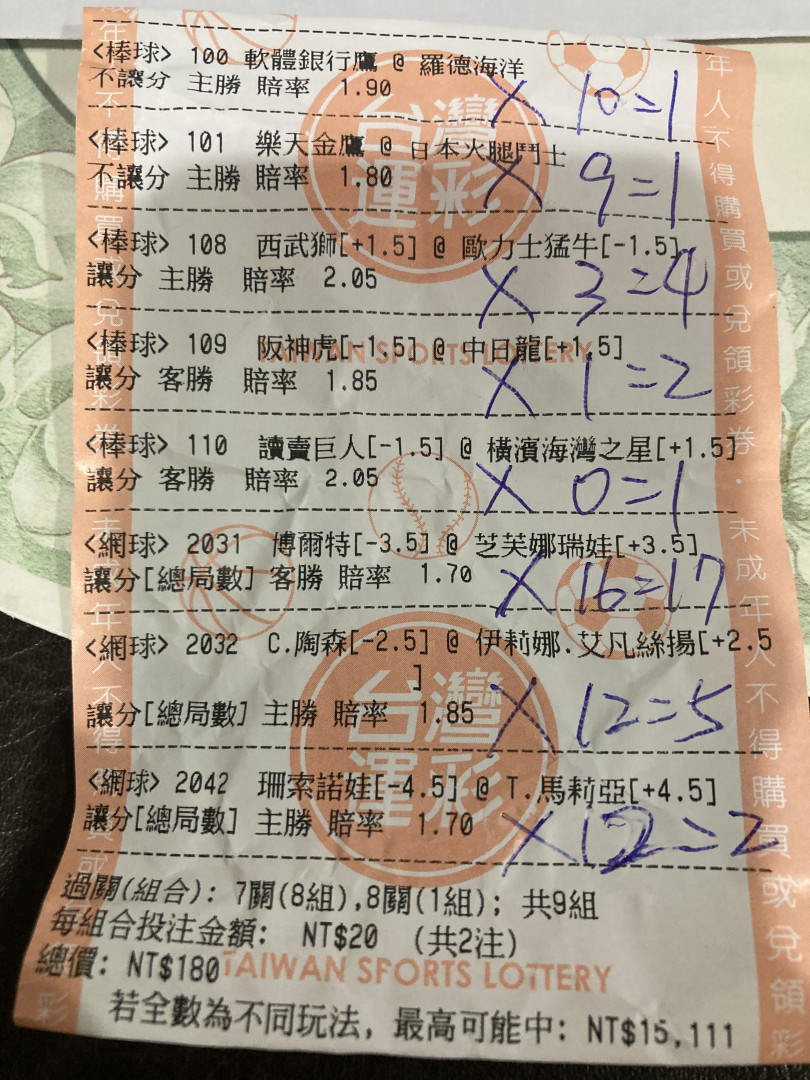 <棒球> 100 軟體銀行鷹 @ 羅德海洋
不讓分 主勝 賠率 1.90 X 10=1
<棒球> 101 樂天金鷹 @ 日本火腿鬥士
不讓分 主勝 賠率 1.80 X 9=1
<棒球> 108 西武獅[+1.5] @ 歐力士猛牛[-1.5]
讓分 主勝 賠率 2.05 X 3=4
<棒球> 109 阪神虎[-1.5] @ 中日龍[+1.5]
讓分 客勝 賠率 1.85 X 1=2
<棒球> 110 讀賣巨人[-1.5] @ 橫濱海灣之星[+1.5]
讓分 客勝 賠率 2.05 X 0=1
<網球> 2031 博爾特[-3.5] @ 芝芙娜瑞娃[+3.5]
讓分[總局數] 客勝 賠率 1.70 X 16=17
<網球> 2032 C.陶森[-2.5] @ 伊莉娜.艾凡絲揚[+2.5
]
讓分[總局數] 主勝 賠率 1.85 X 12=5
<網球> 2042 珊索諾娃[-4.5] @ T.馬莉亞[+4.5]
讓分[總局數] 主勝 賠率 1.70 X 12=2
過關(組合): 7關(8組),8關(1組); 共9組
每組合投注金額: NT$20 (共2注)
總價: NT$180
TAIWAN SPORTS LOTTERY
若全數為不同玩法, 最高可能中: NT$15,111
台灣運彩
TAIWAN SPORTS LOTTERY
台灣運彩
年人不得購買或兌領彩券．未成年人不得購買或兌領彩